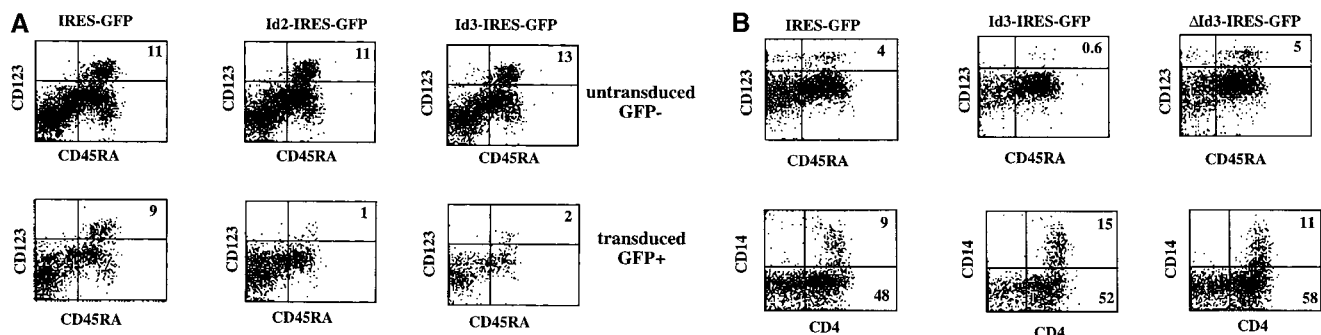 A
IRES-GFP
Id2-IRES-GFP
Id3-IRES-GFP
11
11
13
CD123
CD123
CD123
CD45RA
CD45RA
CD45RA
untransduced
GFP-
9
1
2
CD123
CD123
CD123
CD45RA
CD45RA
CD45RA
transduced
GFP+
B
IRES-GFP
Id3-IRES-GFP
ΔId3-IRES-GFP
4
0.6
5
CD123
CD123
CD123
CD45RA
CD45RA
CD45RA
9
15
11
CD14
CD14
CD14
48
52
58
CD4
CD4
CD4